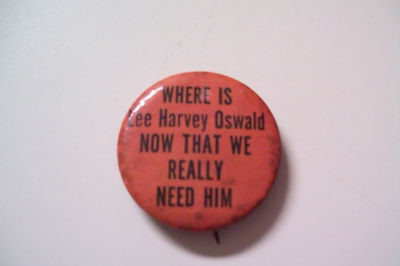 WHERE IS
Lee Harvey Oswald
NOW THAT WE
REALLY
NEED HIM